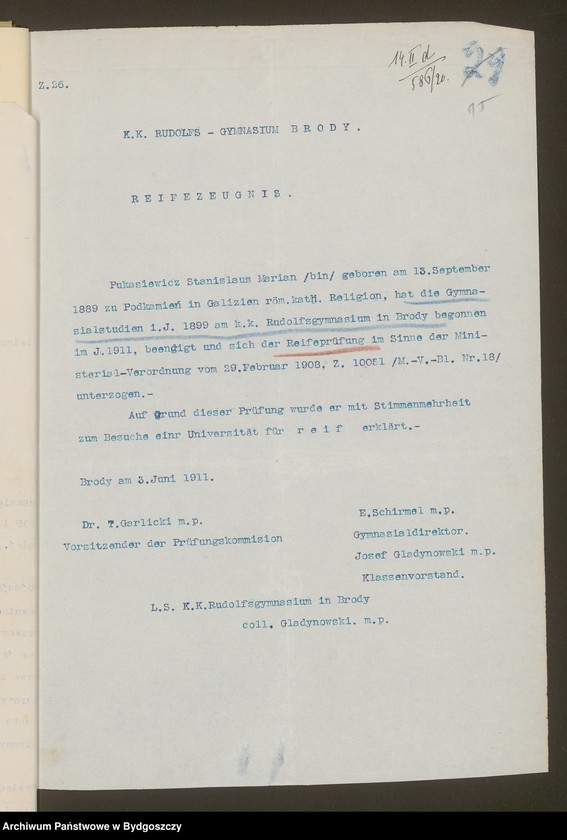 Z.26.
14.II d
586/20.
29
K.K. RUDOLFS - GYMNASIUM B R O D Y .
R E I F E Z E U G N I S .
Pukasiewicz Stanislaus Marian /bin/ geboren am 13.September
1889 zu Podkamień in Galizien röm.kath. Religion, hat die Gymna-
sialstudien i.J. 1899 am k.k. Rudolfsgymnasium in Brody begonnen
im J.1911, beendigt und sich der Reifeprüfung im Sinne der Mini-
sterial-Verordnung vom 29.Februar 1908, Z. 10051 /M.-V.-Bl. Nr.18/
unterzogen.-
Auf Grund dieser Prüfung wurde er mit Stimmenmehrheit
zum Besuche einr Universität für r e i f erklärt.-
Brody am 3.Juni 1911.
Dr. T.Garlicki m.p.
Vorsitzender der Prüfungskommision
E.Schirmel m.p.
Gymnasialdirektor.
Josef Gladynowski m.p.
Klassenvorstand.
L.S. K.K.Rudolfsgymnasium in Brody
coll. Gladynowski. m.p.
Archiwum Państwowe w Bydgoszczy